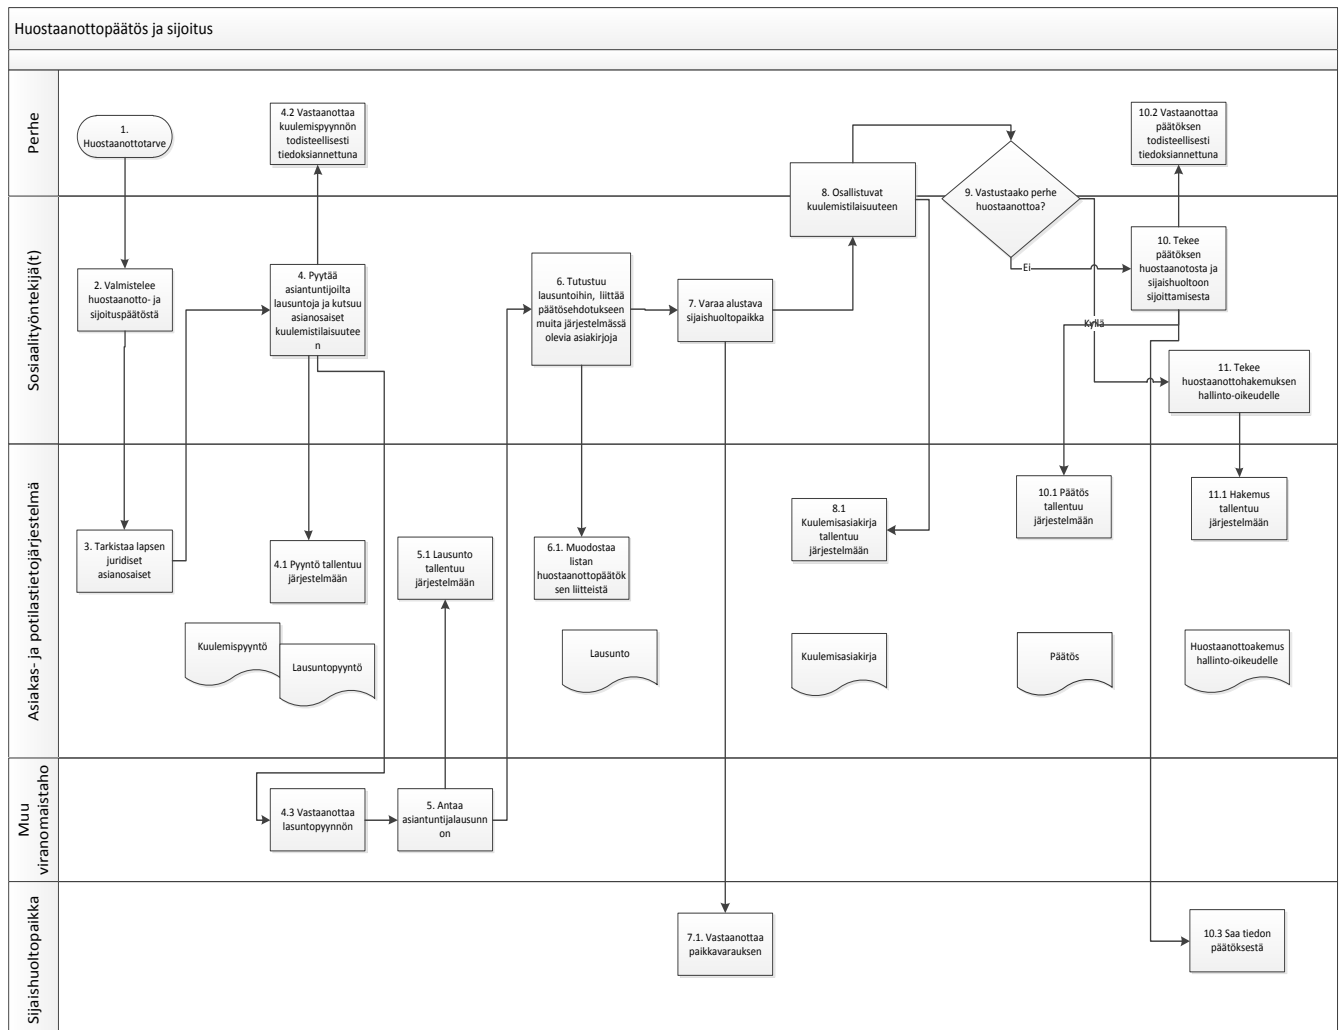 Huostaanottopäätös ja sijoitus
Perhe
1.
Huostaanottotarve
4.2 Vastaanottaa
kuulemispyynnön
todisteellisesti
tiedoksiannettuna
8. Osallistuvat
kuulemistilaisuuteen
9. Vastustaako perhe
huostaanottoa?
10.2 Vastaanottaa
päätöksen
todisteellisesti
tiedoksiannettuna
Sosiaalityöntekijä(t)
2. Valmistelee
huostaanotto- ja
sijoituspäätöstä
4. Pyytää
asiantuntijoilta
lausuntoja ja kutsuu
asianosaiset
kuulemistilaisuutee
n
6. Tutustuu
lausuntoihin, liittää
päätösehdotukseen
muita järjestelmässä
olevia asiakirjoja
7. Varaa alustava
sijaishuoltopaikka
Ei
10. Tekee
päätöksen
huostaanotosta ja
sijaishuoltoon
sijoittamisesta
Kyllä
11. Tekee
huostaanottohakemuksen
hallinto-oikeudelle
Asiakas- ja potilastietojärjestelmä
3. Tarkistaa lapsen
juridiset
asianosaiset
4.1 Pyyntö tallentuu
järjestelmään
5.1 Lausunto
tallentuu
järjestelmään
6.1. Muodostaa
listan
huostaanottopäätök
sen liitteistä
8.1
Kuulemisasiakirja
tallentuu
järjestelmään
10.1 Päätös
tallentuu
järjestelmään
11.1 Hakemus
tallentuu
järjestelmään
Kuulemispyyntö
Lausuntopyyntö
Lausunto
Kuulemisasiakirja
Päätös
Huostaanottoakemus
hallinto-oikeudelle
Muu
viranomaistaho
4.3 Vastaanottaa
lasuntopyynnön
5. Antaa
asiantuntijalausunn
on
Sijaishuoltopaikka
7.1. Vastaanottaa
paikkavarauksen
10.3 Saa tiedon
päätöksestä